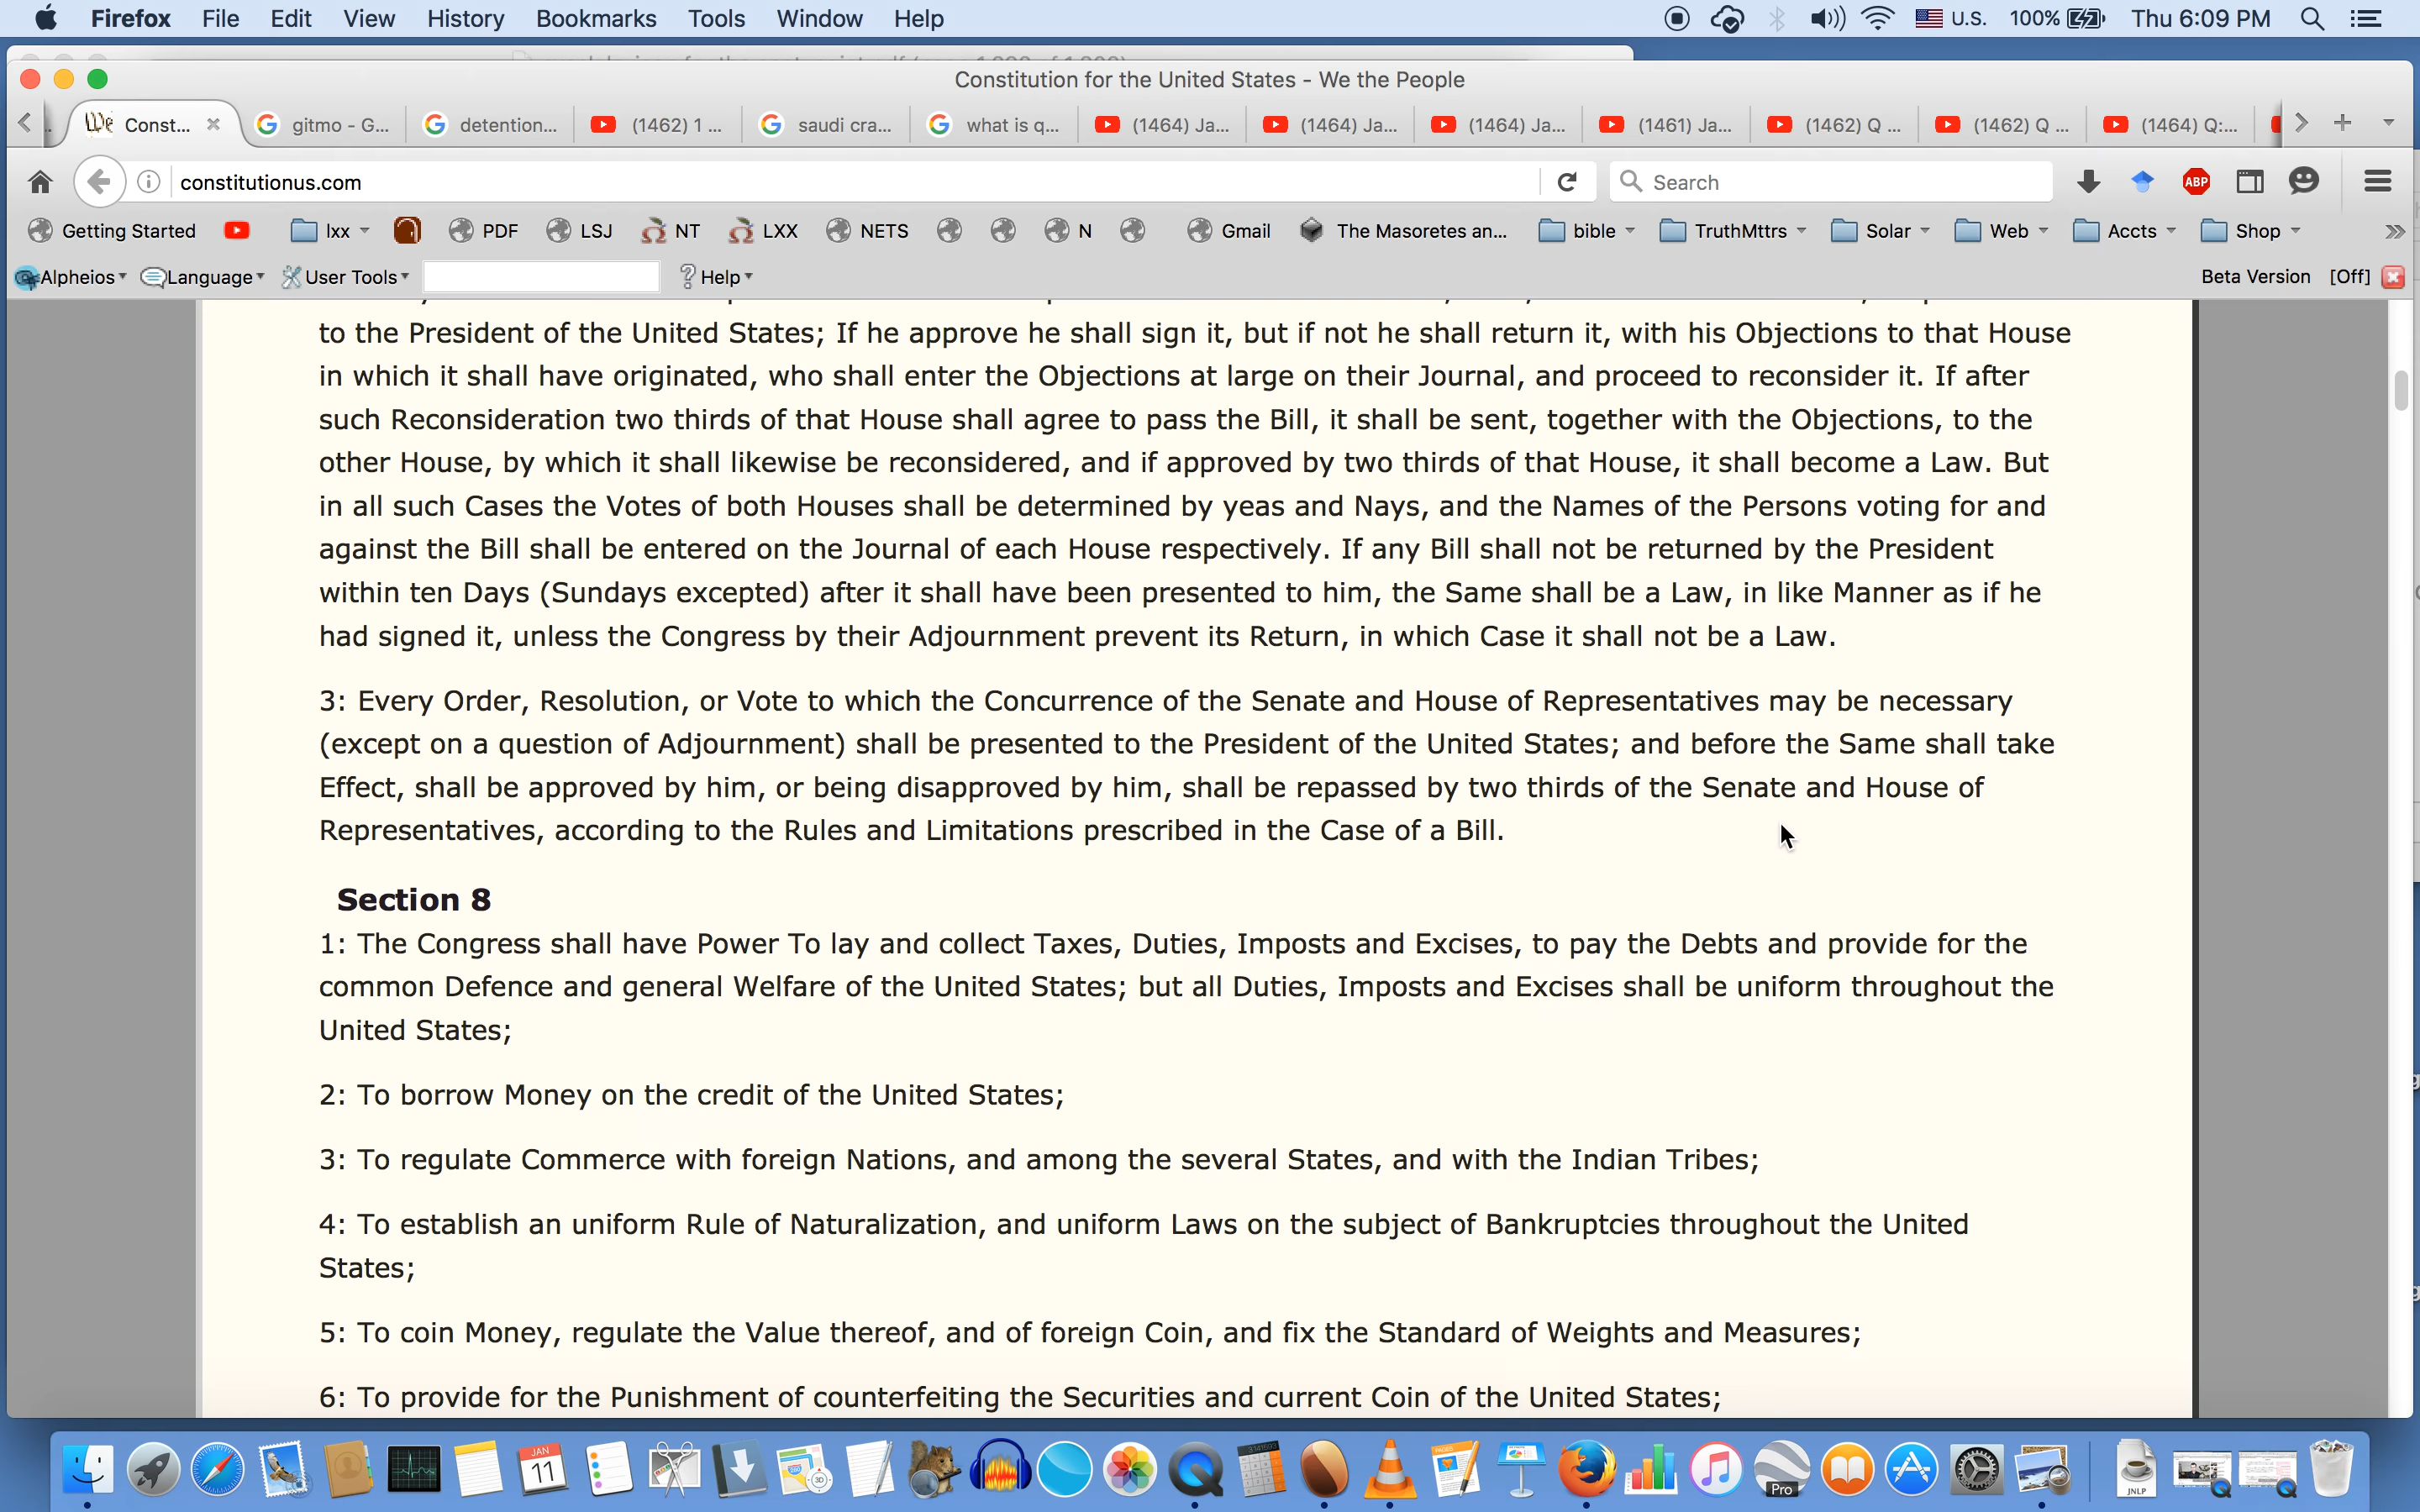 Firefox File Edit View History Bookmarks Tools Window Help U.S. 100% Thu 6:09 PM
Constitution for the United States - We the People
We Const... gitmo - G... detention... (1462) 1 ... saudi cra... what is q... (1464) Ja... (1464) Ja... (1464) Ja... (1461) Ja... (1462) Q ... (1462) Q ... (1464) Q:...
constitutionus.com Search ABP
Getting Started lxx PDF LSJ NT LXX NETS N Gmail The Masoretes an... bible TruthMttrs Solar Web Accts Shop
Alpheios Language User Tools Help Beta Version [Off]
to the President of the United States; If he approve he shall sign it, but if not he shall return it, with his Objections to that House
in which it shall have originated, who shall enter the Objections at large on their Journal, and proceed to reconsider it. If after
such Reconsideration two thirds of that House shall agree to pass the Bill, it shall be sent, together with the Objections, to the
other House, by which it shall likewise be reconsidered, and if approved by two thirds of that House, it shall become a Law. But
in all such Cases the Votes of both Houses shall be determined by yeas and Nays, and the Names of the Persons voting for and
against the Bill shall be entered on the Journal of each House respectively. If any Bill shall not be returned by the President
within ten Days (Sundays excepted) after it shall have been presented to him, the Same shall be a Law, in like Manner as if he
had signed it, unless the Congress by their Adjournment prevent its Return, in which Case it shall not be a Law.
3: Every Order, Resolution, or Vote to which the Concurrence of the Senate and House of Representatives may be necessary
(except on a question of Adjournment) shall be presented to the President of the United States; and before the Same shall take
Effect, shall be approved by him, or being disapproved by him, shall be repassed by two thirds of the Senate and House of
Representatives, according to the Rules and Limitations prescribed in the Case of a Bill.
Section 8
1: The Congress shall have Power To lay and collect Taxes, Duties, Imposts and Excises, to pay the Debts and provide for the
common Defence and general Welfare of the United States; but all Duties, Imposts and Excises shall be uniform throughout the
United States;
2: To borrow Money on the credit of the United States;
3: To regulate Commerce with foreign Nations, and among the several States, and with the Indian Tribes;
4: To establish an uniform Rule of Naturalization, and uniform Laws on the subject of Bankruptcies throughout the United
States;
5: To coin Money, regulate the Value thereof, and of foreign Coin, and fix the Standard of Weights and Measures;
6: To provide for the Punishment of counterfeiting the Securities and current Coin of the United States;
JAN
11
3D
PAGES
Pro
JNLP